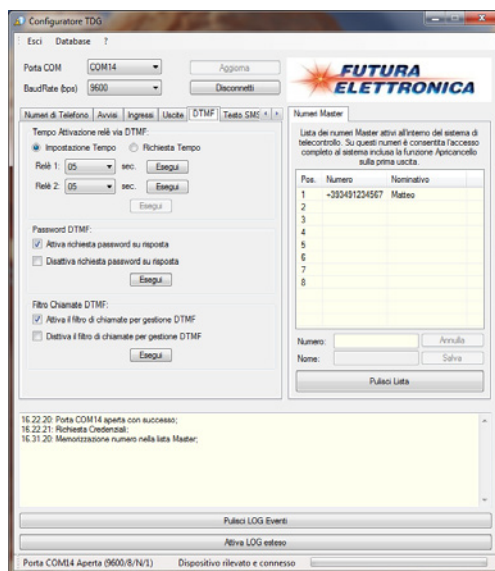 Configuratore TDG
Esci Database ?
Porta COM COM14 Aggiorna
BaudRate (bps) 9600 Disconnetti
FUTURA
ELETTRONICA
Numeri di Telefono Avvisi Ingressi Uscite DTMF Testo SMS
Tempo Attivazione relè via DTMF:
Impostazione Tempo Richiesta Tempo
Relè 1: 05 sec. Esegui
Relè 2: 05 sec. Esegui
Esegui
Password DTMF:
Attiva richiesta password su risposta
Disattiva richiesta password su risposta
Esegui
Filtro Chiamate DTMF:
Attiva il filtro di chiamate per gestione DTMF
Diattiva il filtro di chiamate per gestione DTMF
Esegui
Numeri Master
Lista dei numeri Master attivi all'interno del sistema di
telecontrollo. Su questi numeri è consentita l'accesso
completo al sistema inclusa la funzione Apricancello
sulla prima uscita.
Pos. Numero Nominativo
1 +393491234567 Matteo
2
3
4
5
6
7
8
Numero: Annulla
Nome: Salva
Pulisci Lista
16.22.20: Porta COM14 aperta con successo;
16.22.21: Richiesta Credenziali;
16.31.20: Memorizzazione numero nella lista Master;
Pulisci LOG Eventi
Attiva LOG esteso
Porta COM14 Aperta (9600/8/N/1) Dispositivo rilevato e connesso